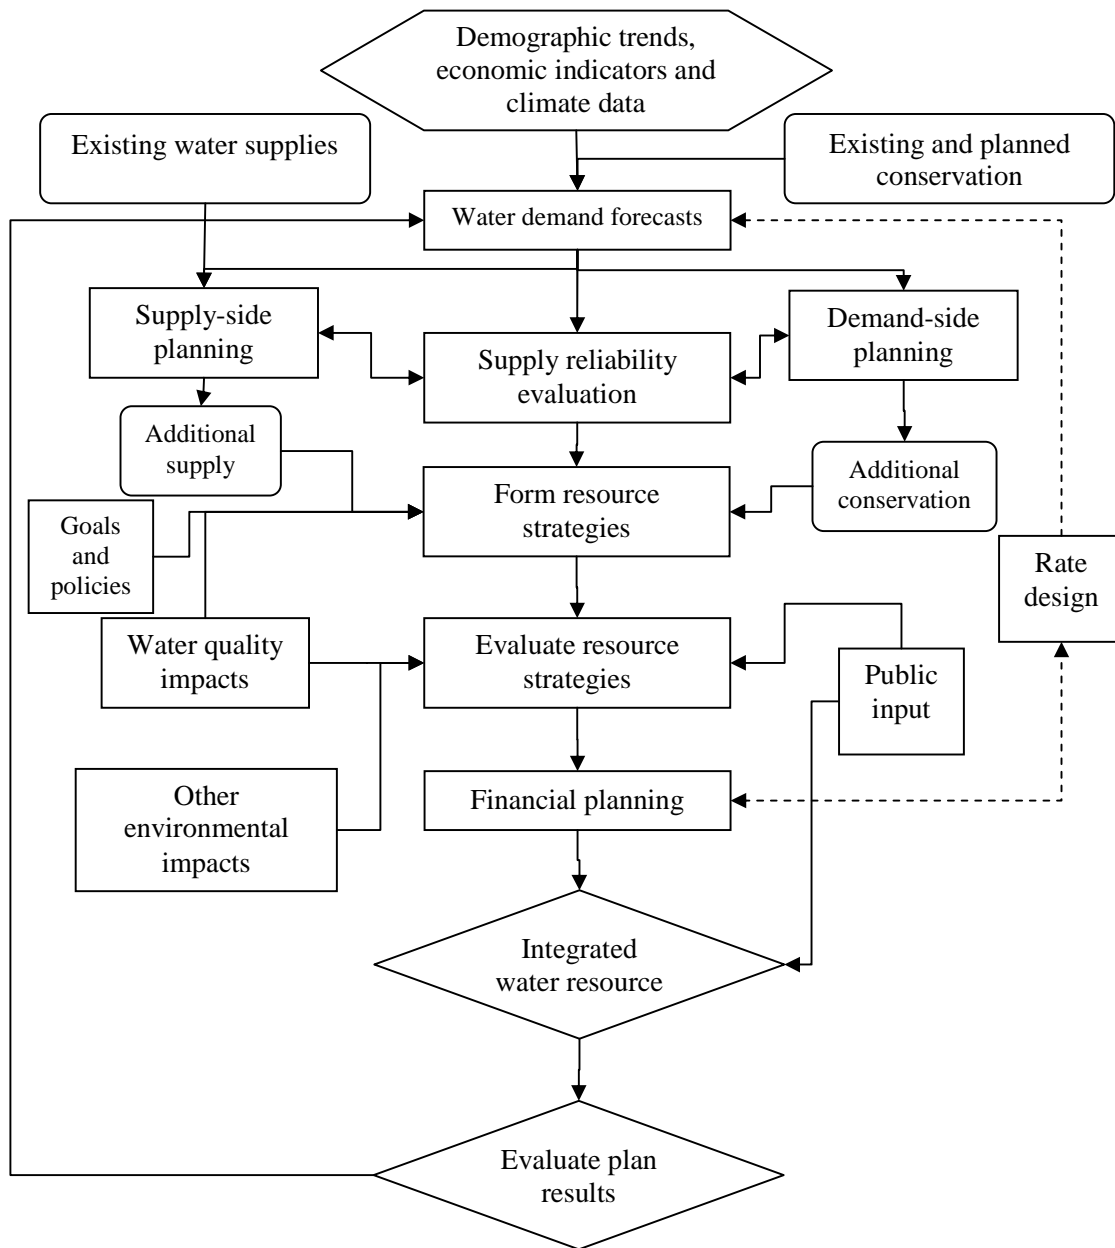 Demographic trends,
economic indicators and
climate data
Existing water supplies
Existing and planned
conservation
Water demand forecasts
Supply-side
planning
Demand-side
planning
Supply reliability
evaluation
Additional
supply
Additional
conservation
Form resource
strategies
Goals
and
policies
Rate
design
Water quality
impacts
Evaluate resource
strategies
Public
input
Other
environmental
impacts
Financial planning
Integrated
water resource
Evaluate plan
results